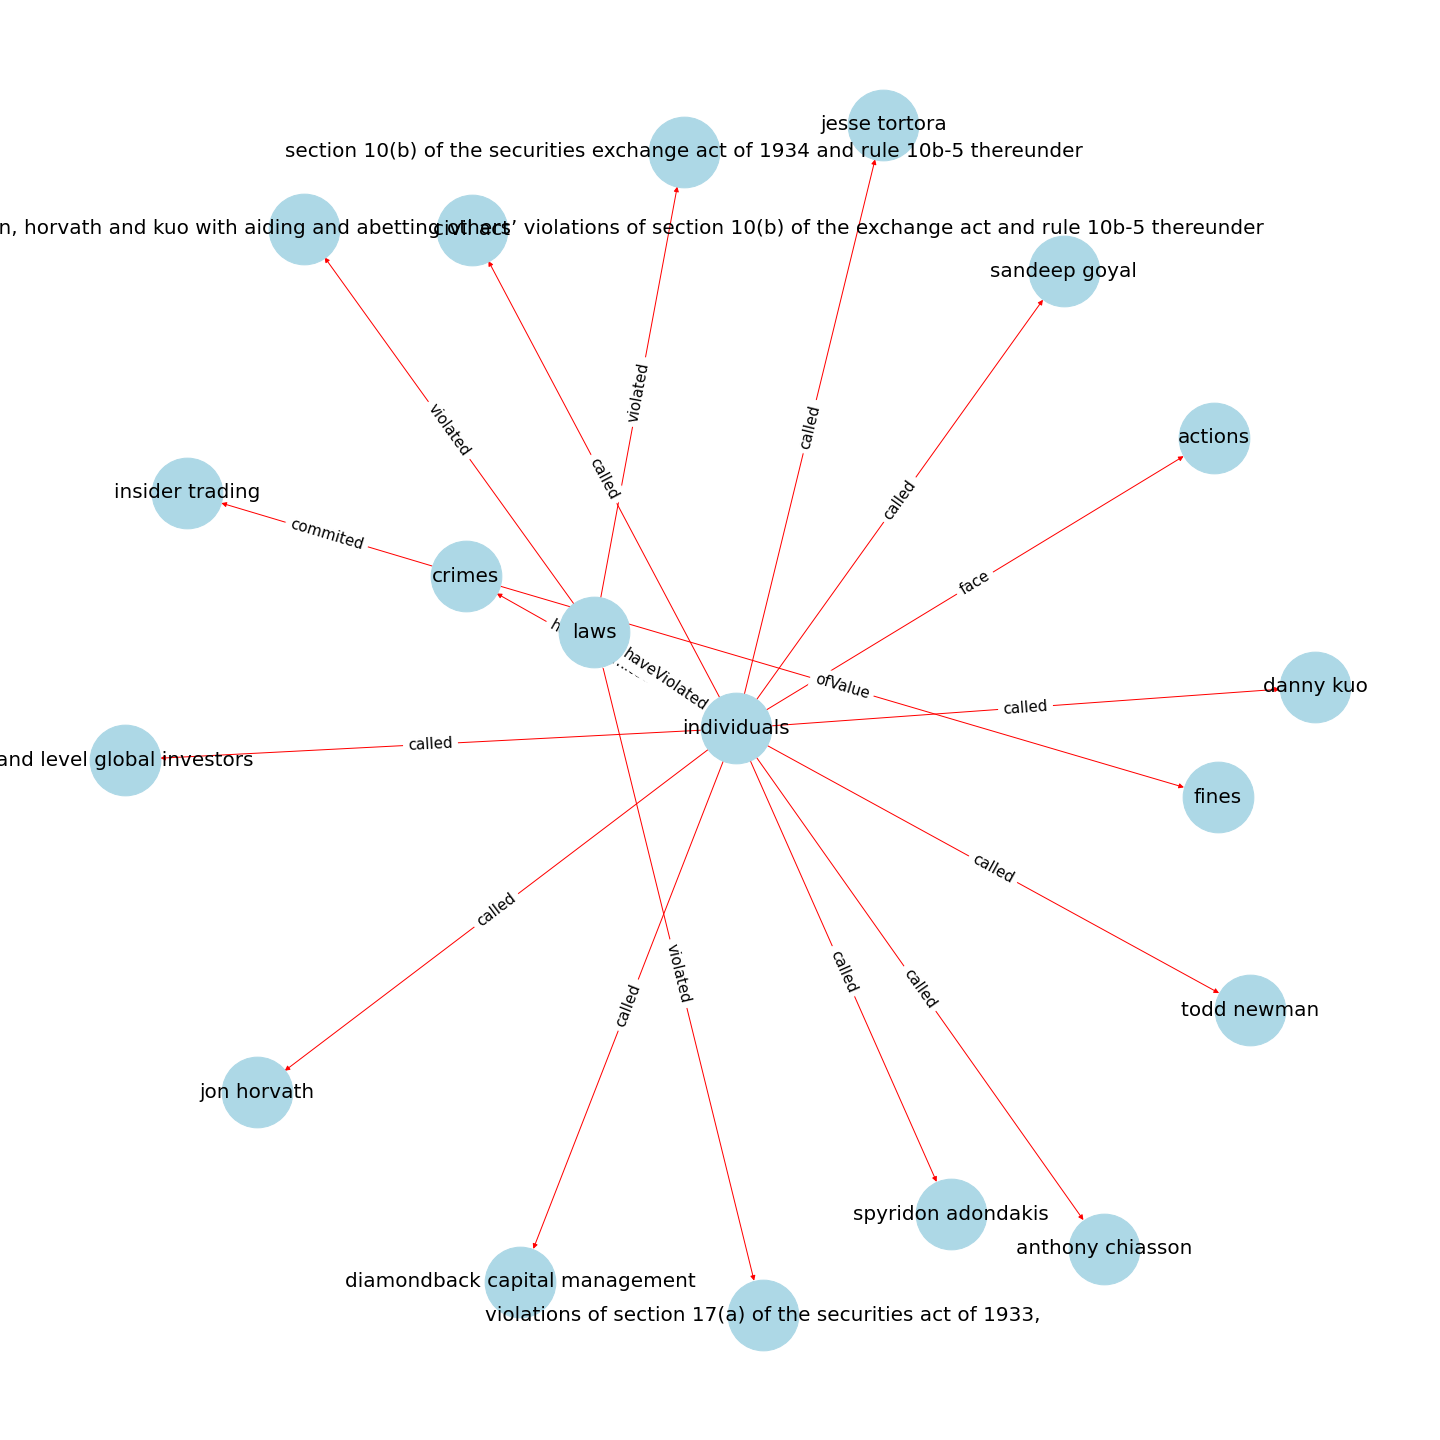 jesse tortora
section 10(b) of the securities exchange act of 1934 and rule 10b-5 thereunder
n, horvath and kuo with aiding and abetting others’ violations of section 10(b) of the exchange act and rule 10b-5 thereunder
civil act
sandeep goyal
violated
violated
called
called
called
actions
insider trading
commited
crimes
face
laws
haveViolated
ofValue
danny kuo
called
individuals
called
and level global investors
fines
called
called
called
violated
called
called
called
todd newman
jon horvath
spyridon adondakis
anthony chiasson
diamondback capital management
violations of section 17(a) of the securities act of 1933,